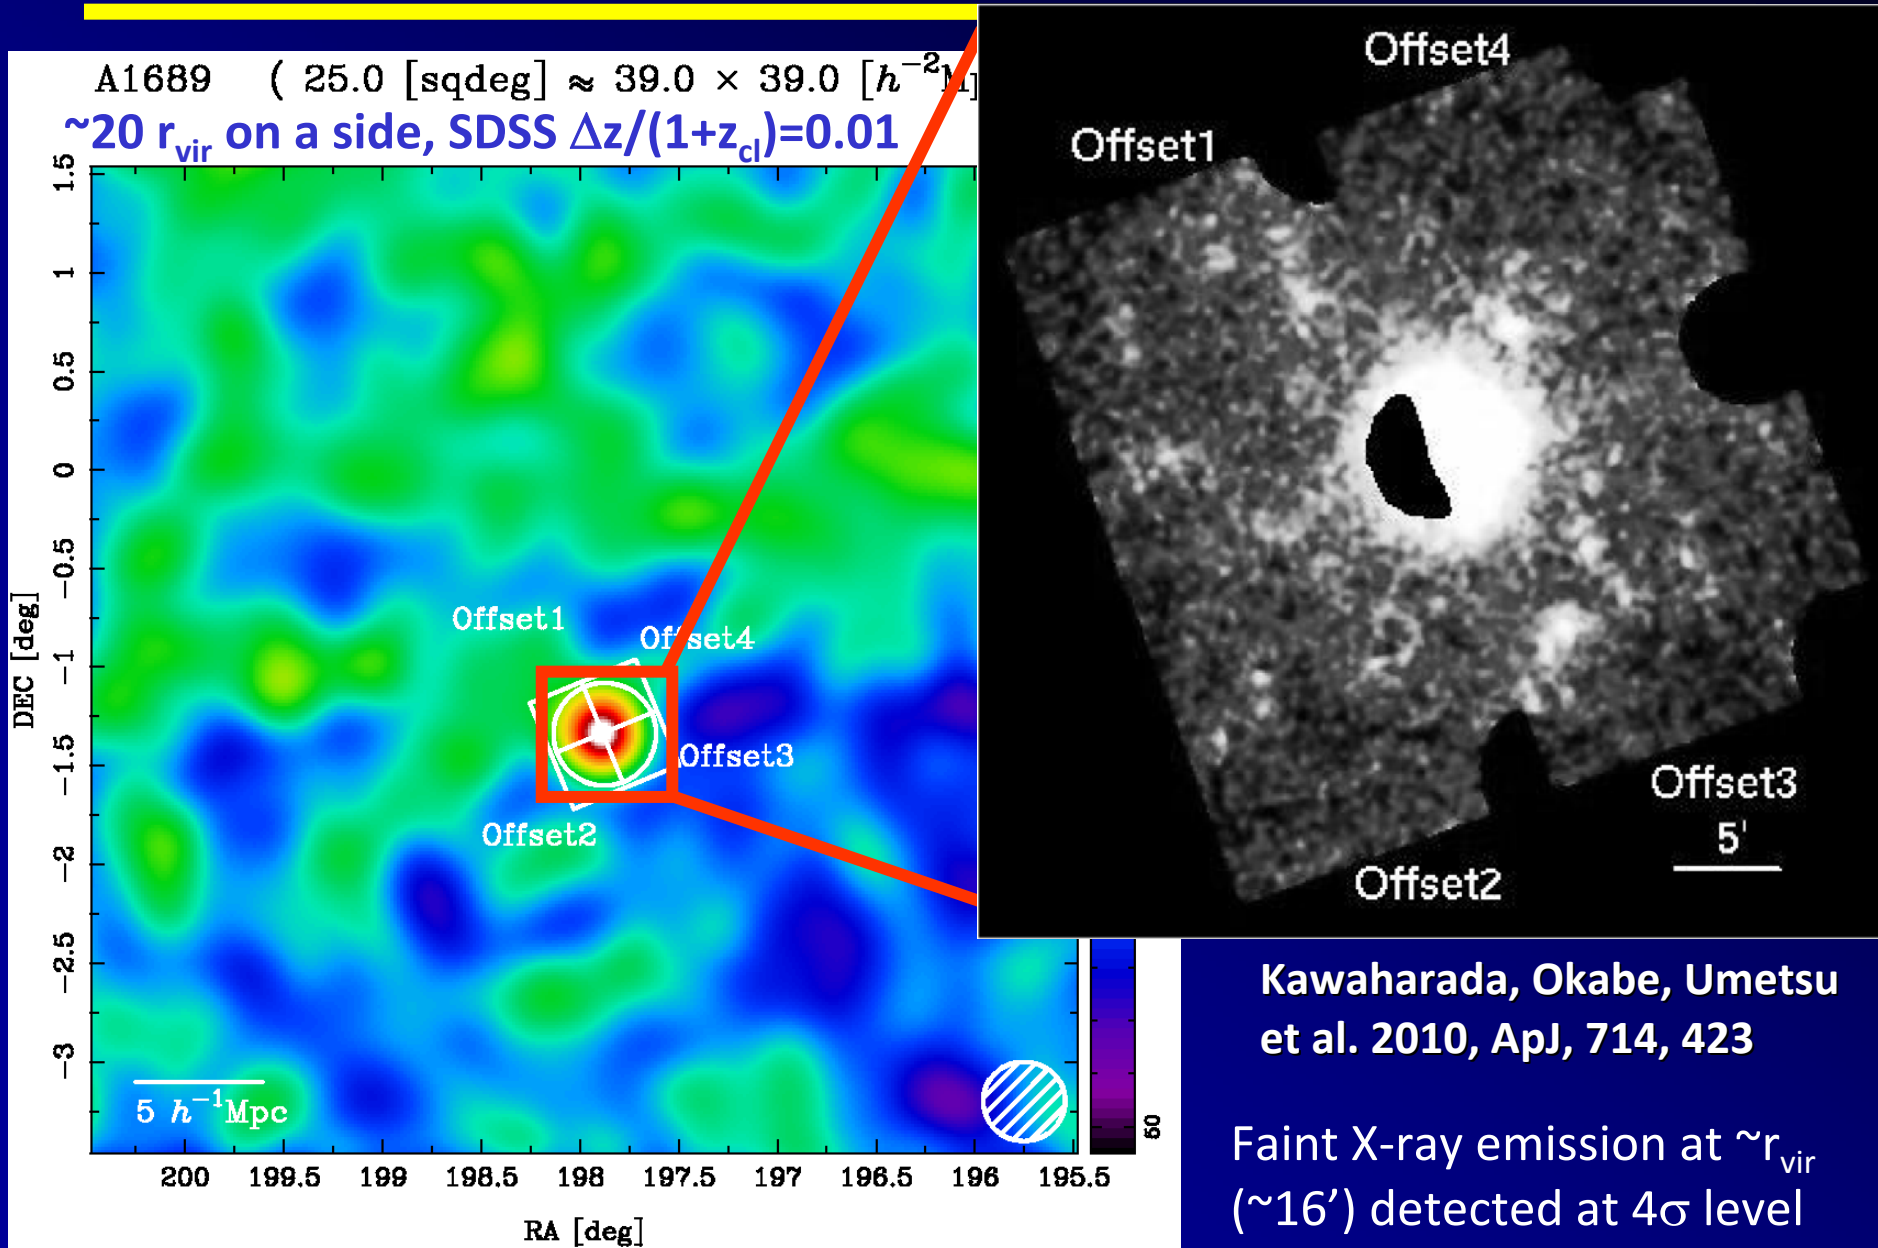 A1689 ( 25.0 [sqdeg] ≈ 39.0 × 39.0 [h⁻²M
~20 r_vir on a side, SDSS Δz/(1+z_cl)=0.01
Offset4
Offset1
Offset3
5'
Offset2
1.5
1
0.5
0
−0.5
−1
−1.5
−2
−2.5
−3
DEC [deg]
Offset1
Offset4
Offset3
Offset2
5 h⁻¹Mpc
50
200 199.5 199 198.5 198 197.5 197 196.5 196 195.5
RA [deg]
Kawaharada, Okabe, Umetsu
et al. 2010, ApJ, 714, 423
Faint X-ray emission at ~r_vir
(~16’) detected at 4σ level